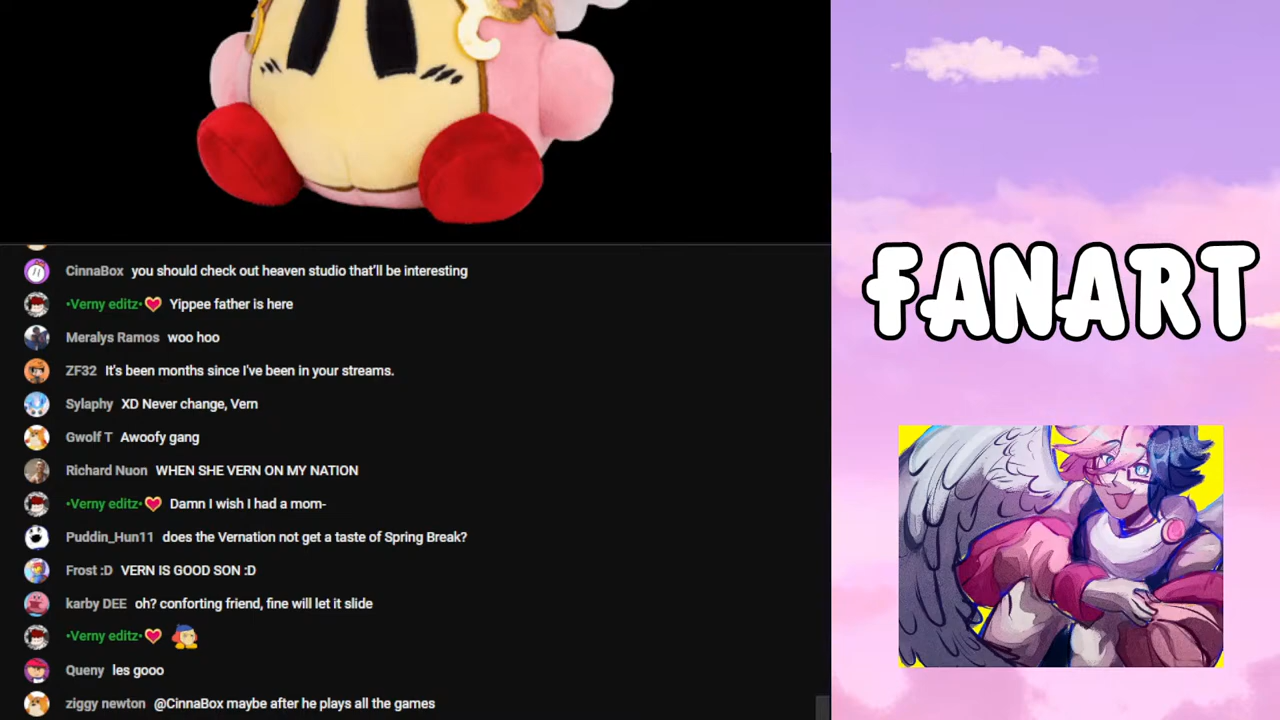 CinnaBox you should check out heaven studio that'll be interesting
•Verny editz• Yippee father is here
Meralys Ramos woo hoo
ZF32 It's been months since I've been in your streams.
Sylaphy XD Never change, Vern
Gwolf T Awoofy gang
Richard Nuon WHEN SHE VERN ON MY NATION
•Verny editz• Damn I wish I had a mom-
Puddin_Hun11 does the Vernation not get a taste of Spring Break?
Frost :D VERN IS GOOD SON :D
karby DEE oh? conforting friend, fine will let it slide
•Verny editz•
Queny les gooo
ziggy newton @CinnaBox maybe after he plays all the games
FANART